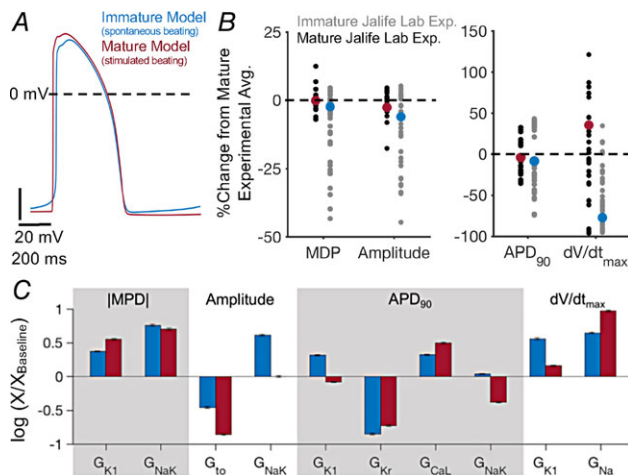 A
Immature Model
(spontaneous beating)
Mature Model
(stimulated beating)
0 mV
20 mV
200 ms
B
Immature Jalife Lab Exp.
Mature Jalife Lab Exp.
%Change from Mature
Experimental Avg.
25
0
-25
-50
MDP
Amplitude
150
100
50
0
-50
-100
APD90
dV/dtmax
C
|MPD|
Amplitude
APD90
dV/dtmax
log (X/XBaseline)
1
0.5
0
-0.5
-1
GK1
GNaK
Gto
GNaK
GK1
GKr
GCaL
GNaK
GK1
GNa